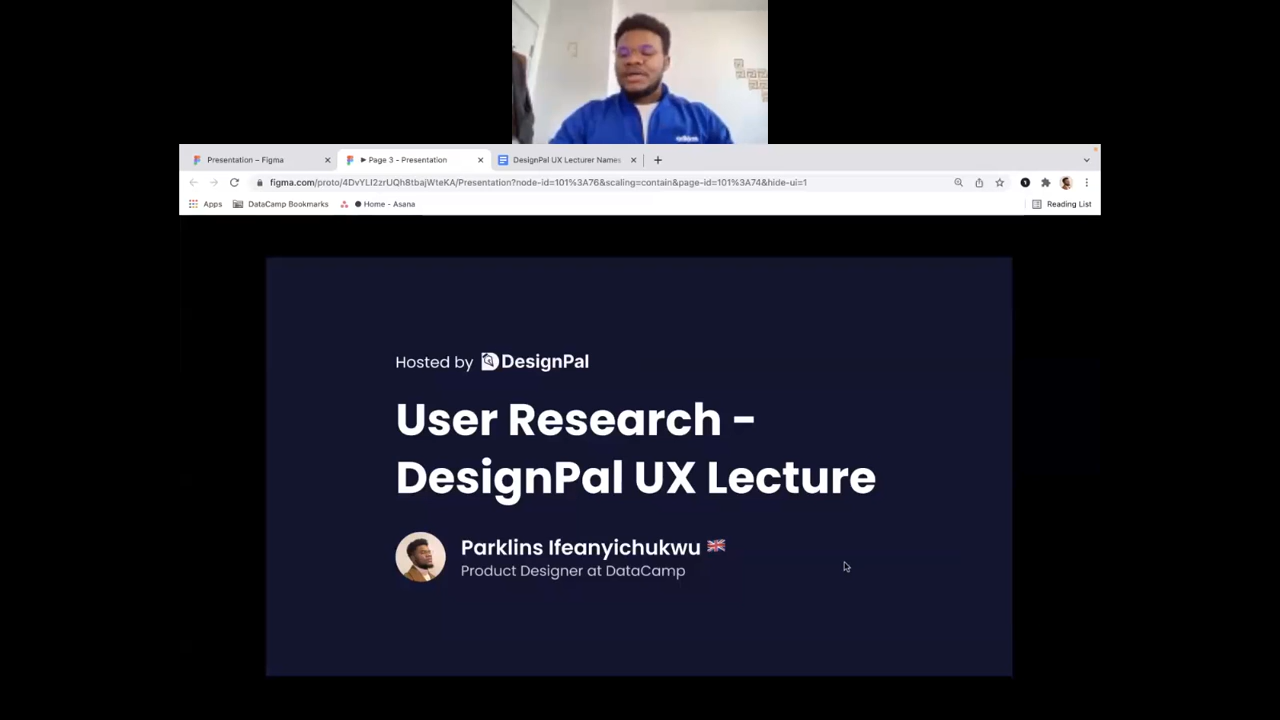 Presentation – Figma
Page 3 - Presentation
DesignPal UX Lecturer Names
figma.com/proto/4DvYLI2zrUQh8tbajWteKA/Presentation?node-id=101%3A76&scaling=contain&page-id=101%3A74&hide-ui=1
Apps
DataCamp Bookmarks
Home - Asana
Reading List
Hosted by DesignPal
User Research -
DesignPal UX Lecture
Parklins Ifeanyichukwu
Product Designer at DataCamp